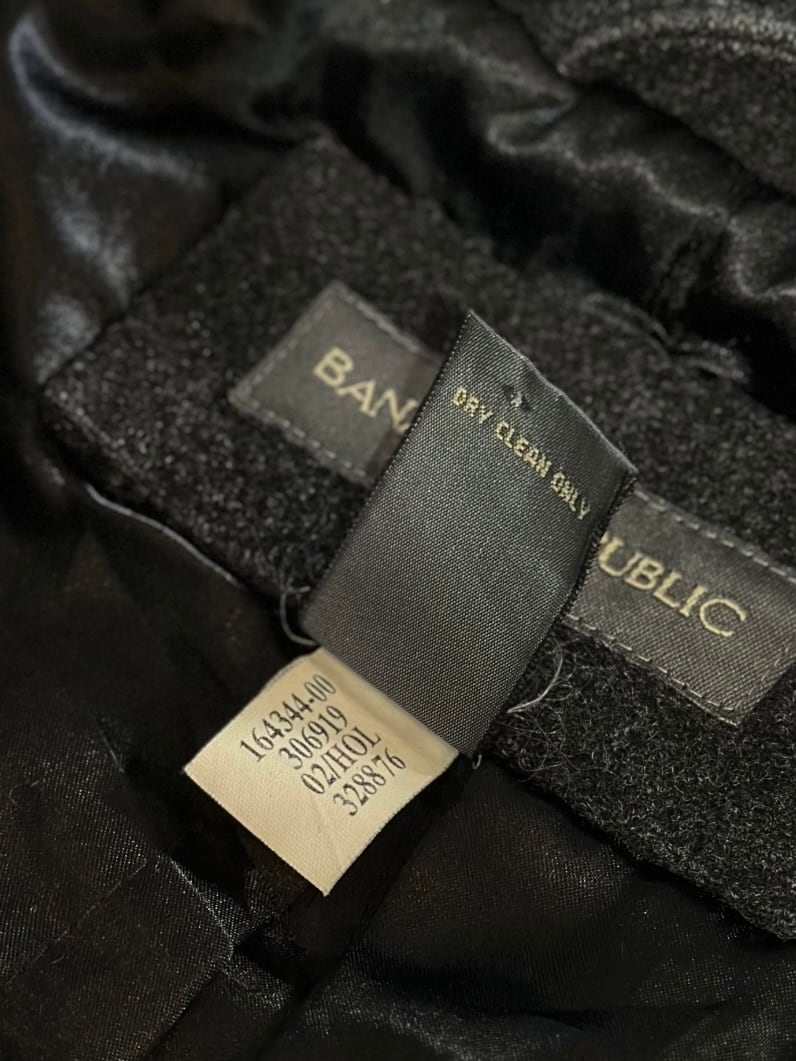 BAN
PUBLIC
DRY CLEAN ONLY
164344-00
306919
02/HOL
328876